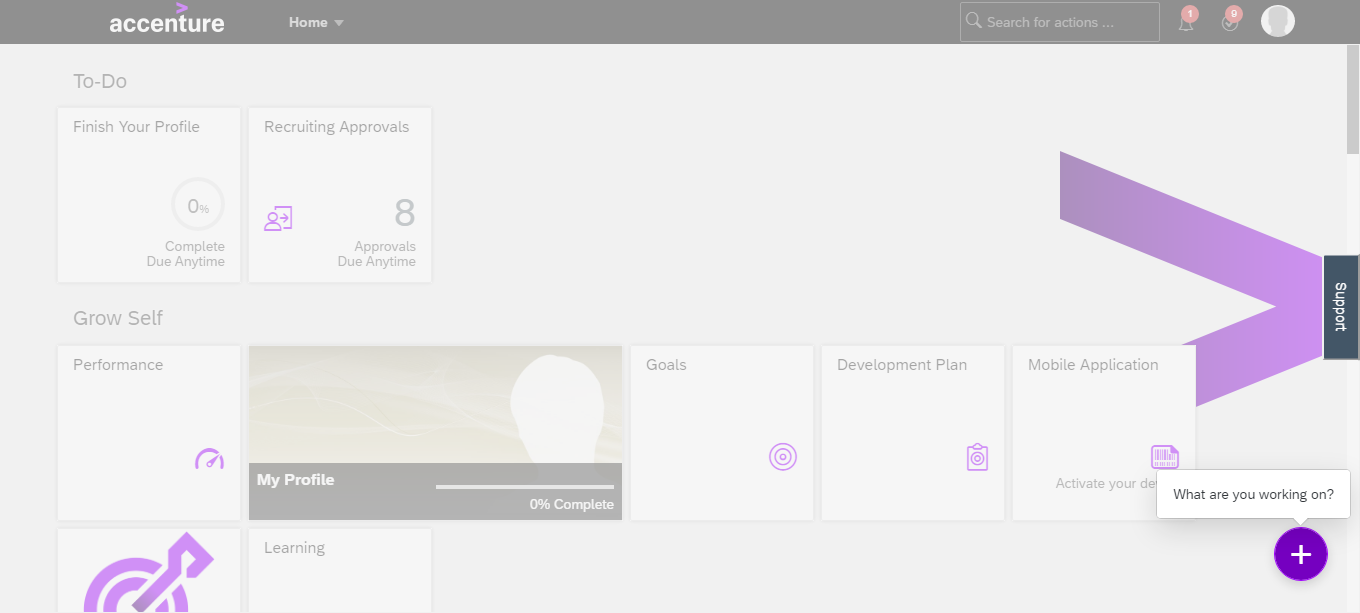 accenture
Home
Search for actions ...
1
9
To-Do
Finish Your Profile
0%
Complete
Due Anytime
Recruiting Approvals
8
Approvals
Due Anytime
Support
Grow Self
Performance
My Profile
0% Complete
Goals
Development Plan
Mobile Application
Activate your
What are you working on?
Learning